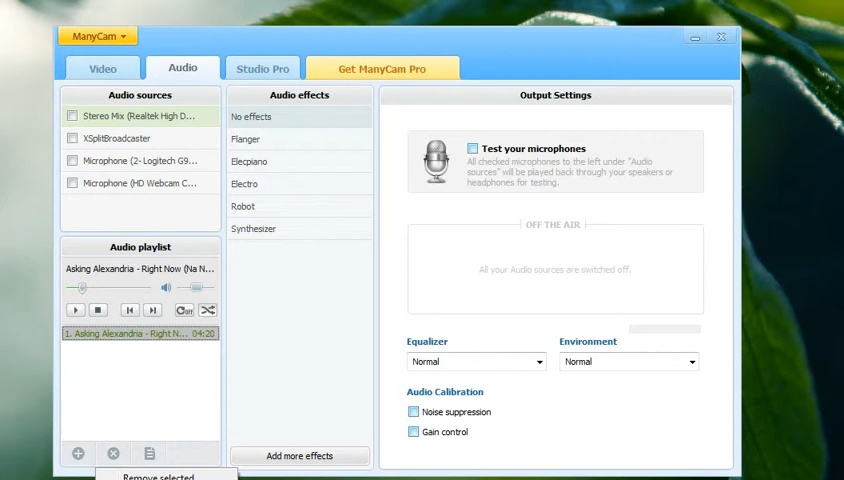 ManyCam
Video
Audio
Studio Pro
Get ManyCam Pro
Audio sources
Stereo Mix (Realtek High D...
XSplitBroadcaster
Microphone (2- Logitech G9...
Microphone (HD Webcam C...
Audio playlist
Asking Alexandria - Right Now (Na N...
off
1. Asking Alexandria - Right N... 04:20
Remove selected
Audio effects
No effects
Flanger
Elecpiano
Electro
Robot
Synthesizer
Add more effects
Output Settings
Test your microphones
All checked microphones to the left under "Audio
sources" will be played back through your speakers or
headphones for testing.
OFF THE AIR
All your Audio sources are switched off.
Equalizer
Normal
Environment
Normal
Audio Calibration
Noise suppression
Gain control